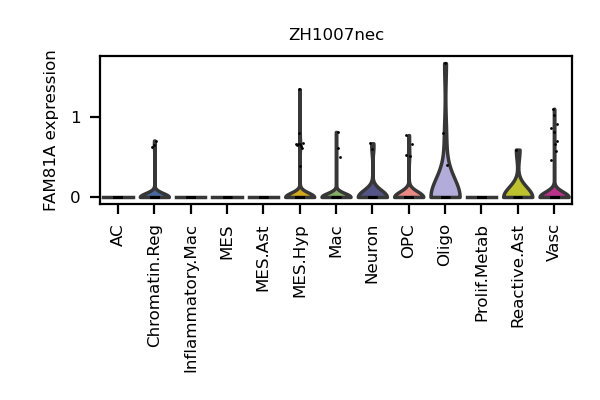 ZH1007nec
FAM81A expression
1
0
AC
Chromatin.Reg
Inflammatory.Mac
MES
MES.Ast
MES.Hyp
Mac
Neuron
OPC
Oligo
Prolif.Metab
Reactive.Ast
Vasc